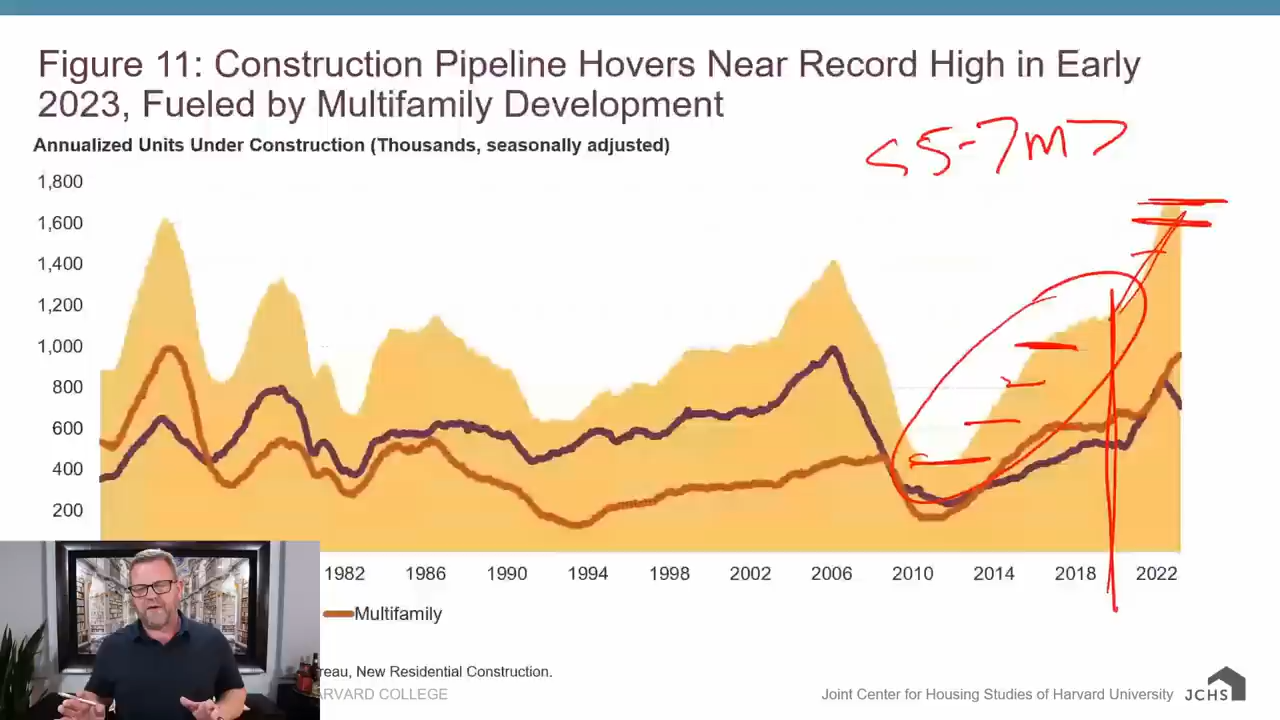 Figure 11: Construction Pipeline Hovers Near Record High in Early
2023, Fueled by Multifamily Development
Annualized Units Under Construction (Thousands, seasonally adjusted)
<5-7m>
1,800
1,600
1,400
1,200
1,000
800
600
400
200
1982 1986 1990 1994 1998 2002 2006 2010 2014 2018 2022
Multifamily
reau, New Residential Construction.
ARVARD COLLEGE
Joint Center for Housing Studies of Harvard University JCHS